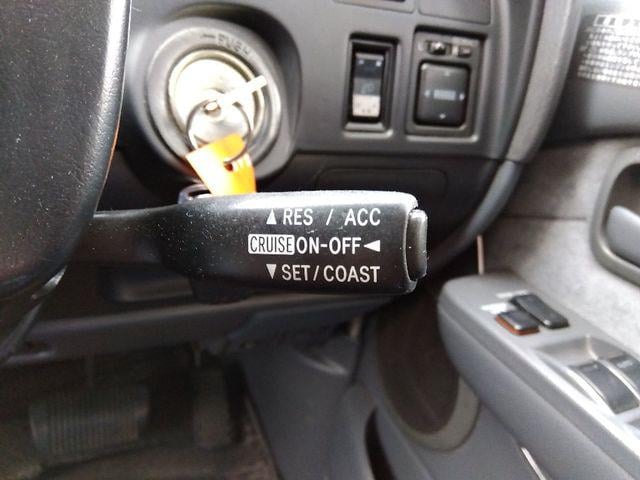 PUSH
▲ RES / ACC
CRUISE ON-OFF ◄
▼ SET/COAST